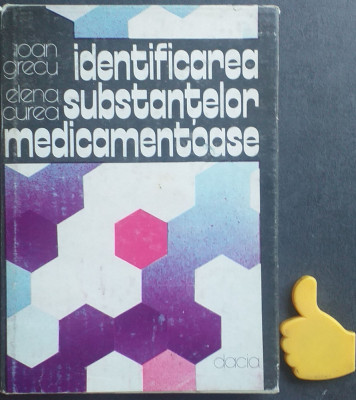 ioan
grecu
elena
curea
identificarea
substanțelor
medicamentoase
dacia